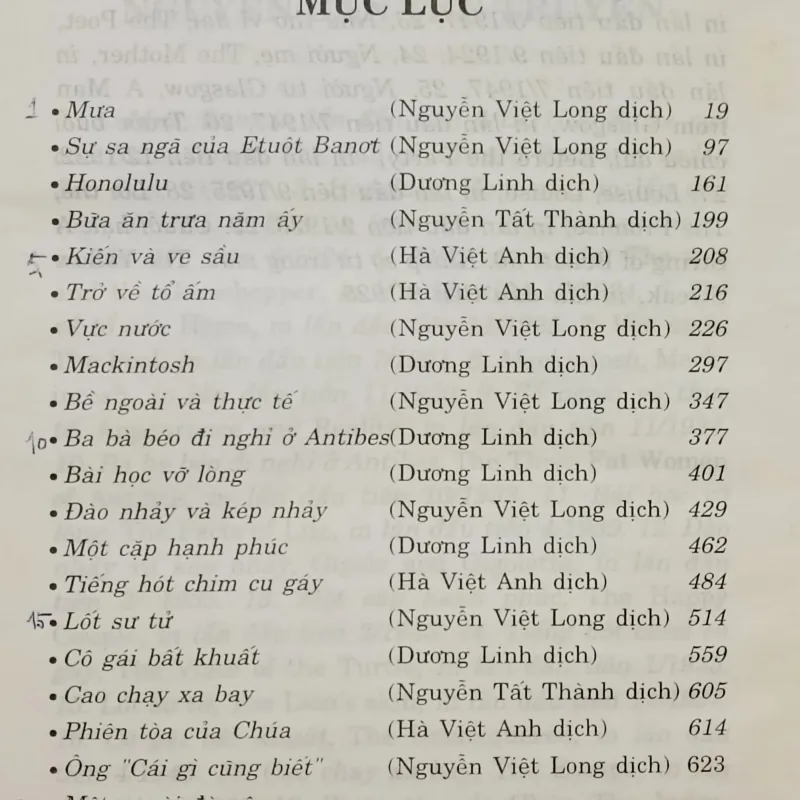 MỤC LỤC
1 • Mưa (Nguyễn Việt Long dịch) 19
• Sự sa ngã của Etuôt Banot (Nguyễn Việt Long dịch) 97
• Honolulu (Dương Linh dịch) 161
• Bữa ăn trưa năm ấy (Nguyễn Tất Thành dịch) 199
5 • Kiến và ve sầu (Hà Việt Anh dịch) 208
• Trở về tổ ấm (Hà Việt Anh dịch) 216
• Vực nước (Nguyễn Việt Long dịch) 226
• Mackintosh (Dương Linh dịch) 297
• Bề ngoài và thực tế (Nguyễn Việt Long dịch) 347
10 • Ba bà béo đi nghỉ ở Antibes (Dương Linh dịch) 377
• Bài học vỡ lòng (Dương Linh dịch) 401
• Đào nhảy và kép nhảy (Nguyễn Việt Long dịch) 429
• Một cặp hạnh phúc (Dương Linh dịch) 462
• Tiếng hót chim cu gáy (Hà Việt Anh dịch) 484
15 • Lốt sư tử (Nguyễn Việt Long dịch) 514
• Cô gái bất khuất (Dương Linh dịch) 559
• Cao chạy xa bay (Nguyễn Tất Thành dịch) 605
• Phiên tòa của Chúa (Hà Việt Anh dịch) 614
• Ông "Cái gì cũng biết" (Nguyễn Việt Long dịch) 623